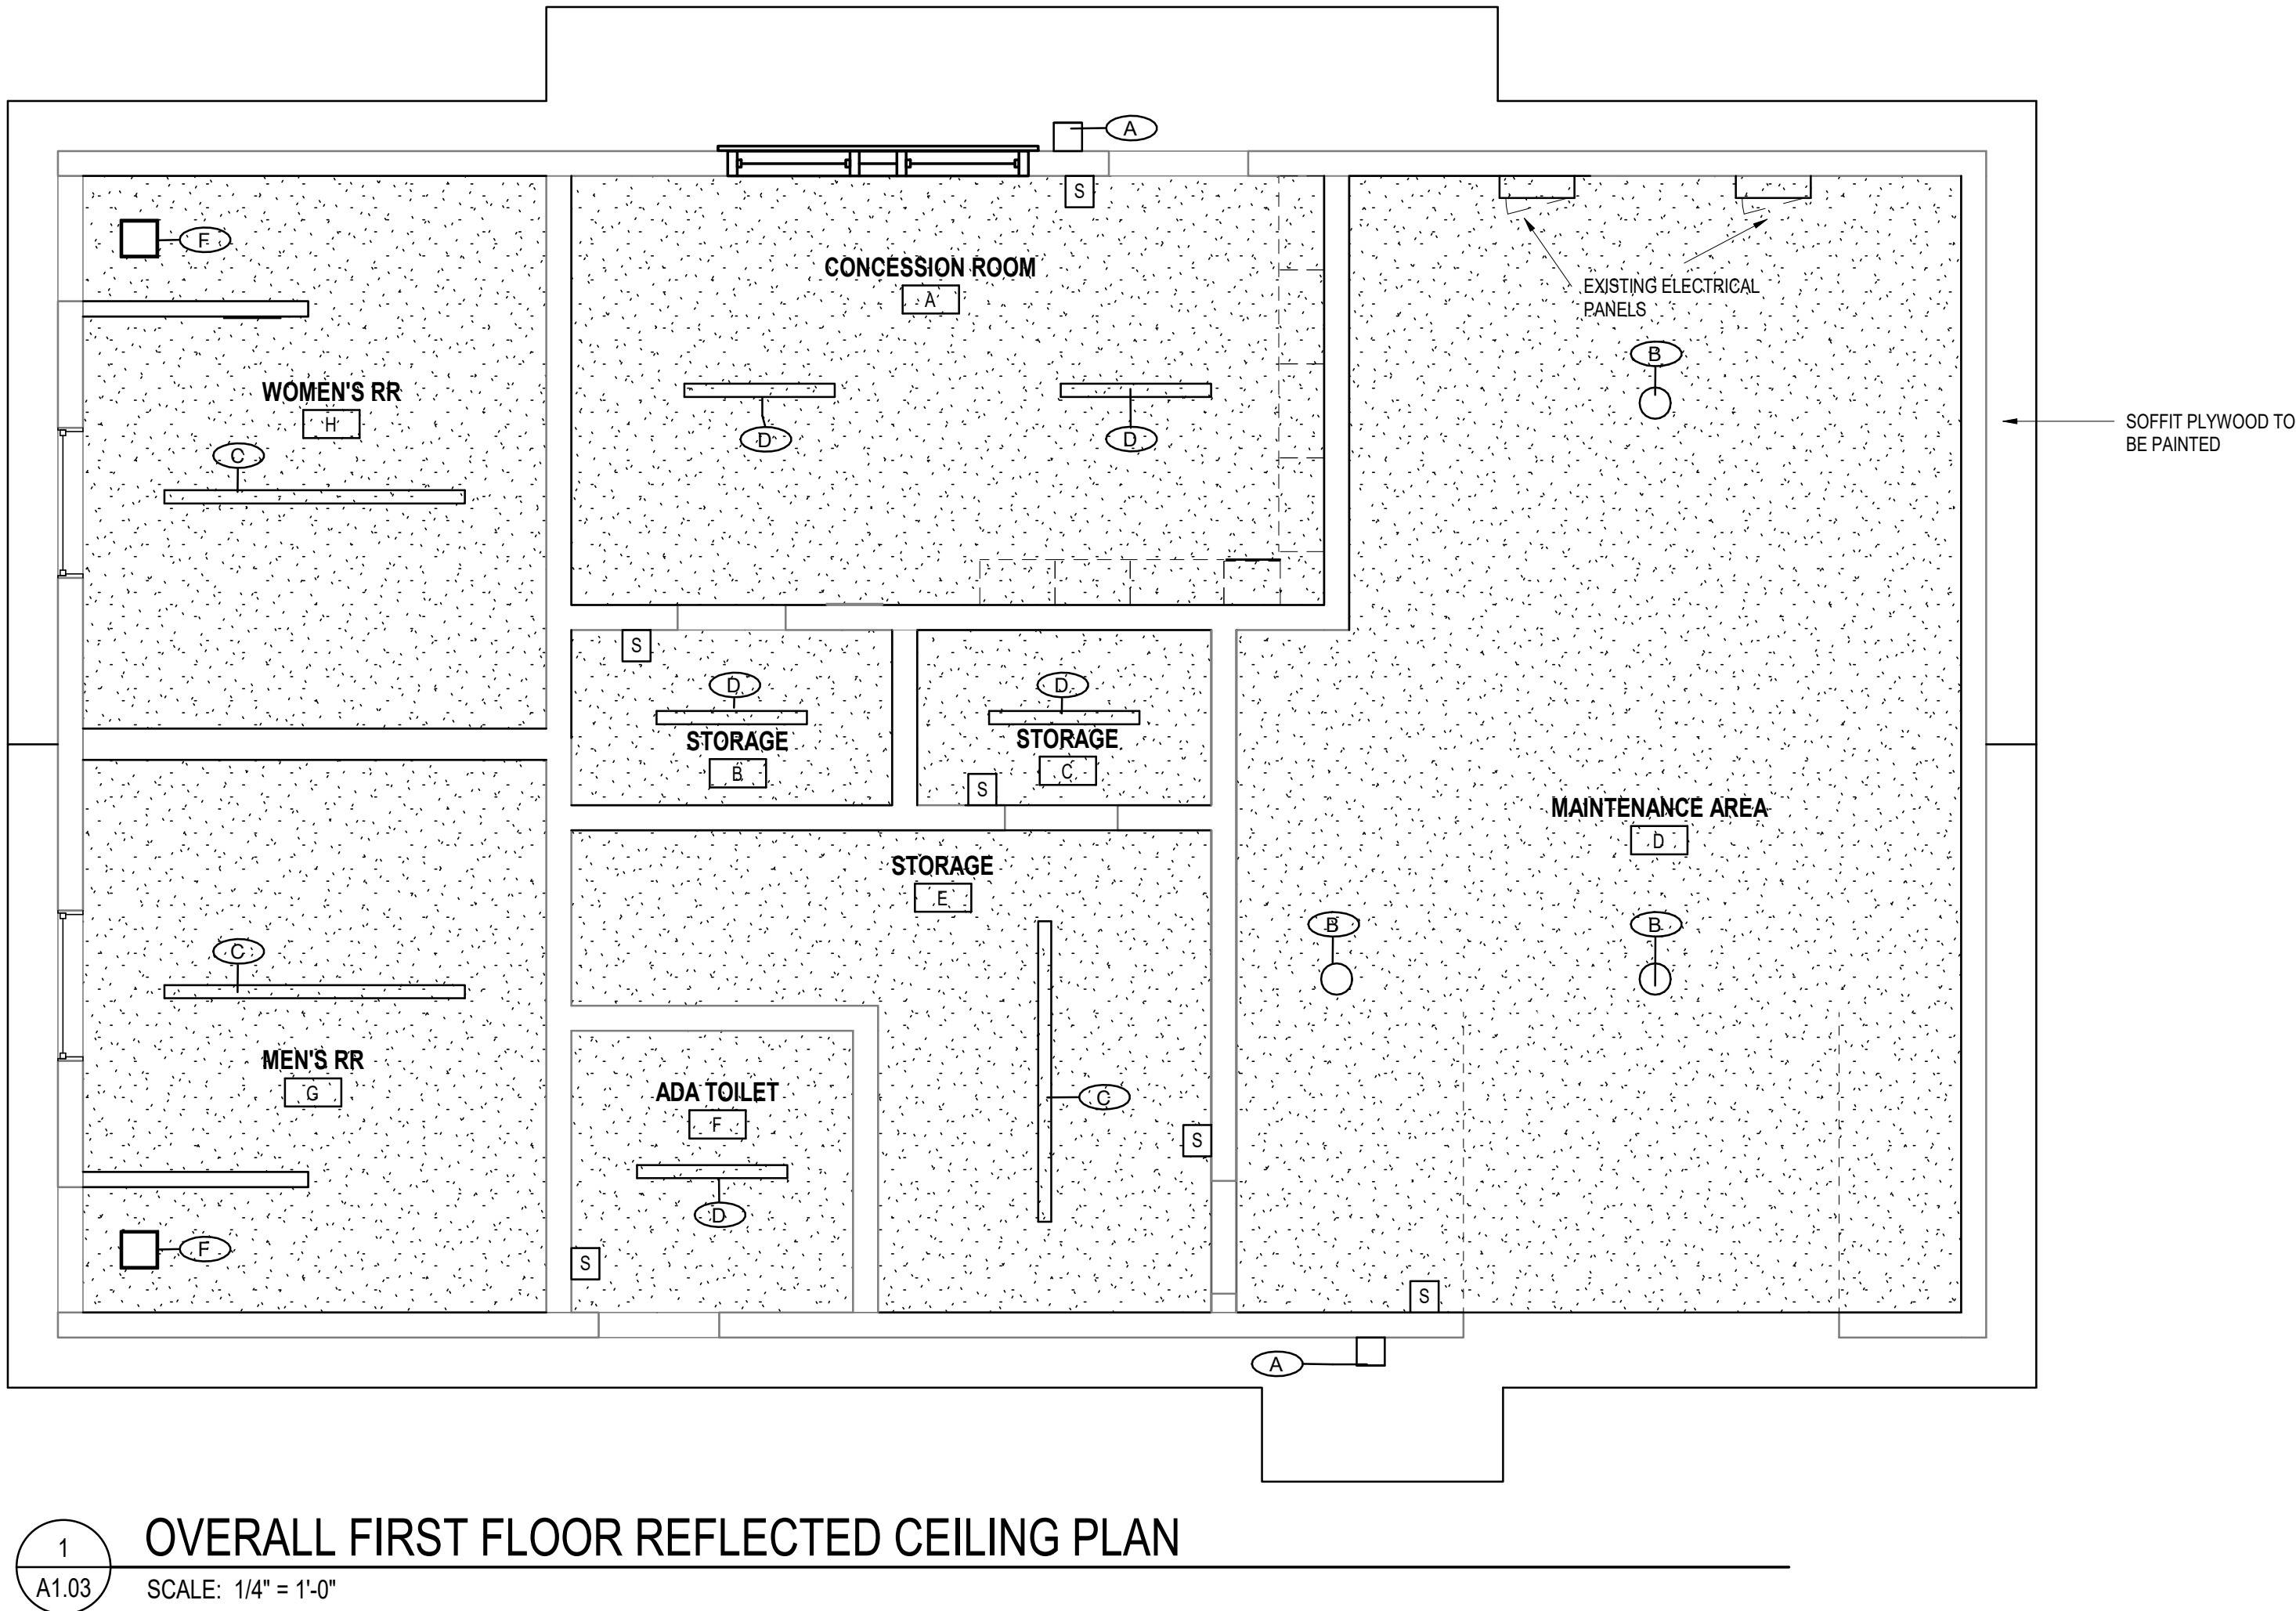 A
S
F
CONCESSION ROOM
A
EXISTING ELECTRICAL
PANELS
B
WOMEN'S RR
H
SOFFIT PLYWOOD TO
BE PAINTED
D
D
C
S
D
D
STORAGE
B
STORAGE
C
S
MAINTENANCE AREA
D
STORAGE
E
B
B
C
MEN'S RR
G
ADA TOILET
F
C
S
D
F
S
S
A
1
A1.03
OVERALL FIRST FLOOR REFLECTED CEILING PLAN
SCALE: 1/4" = 1'-0"